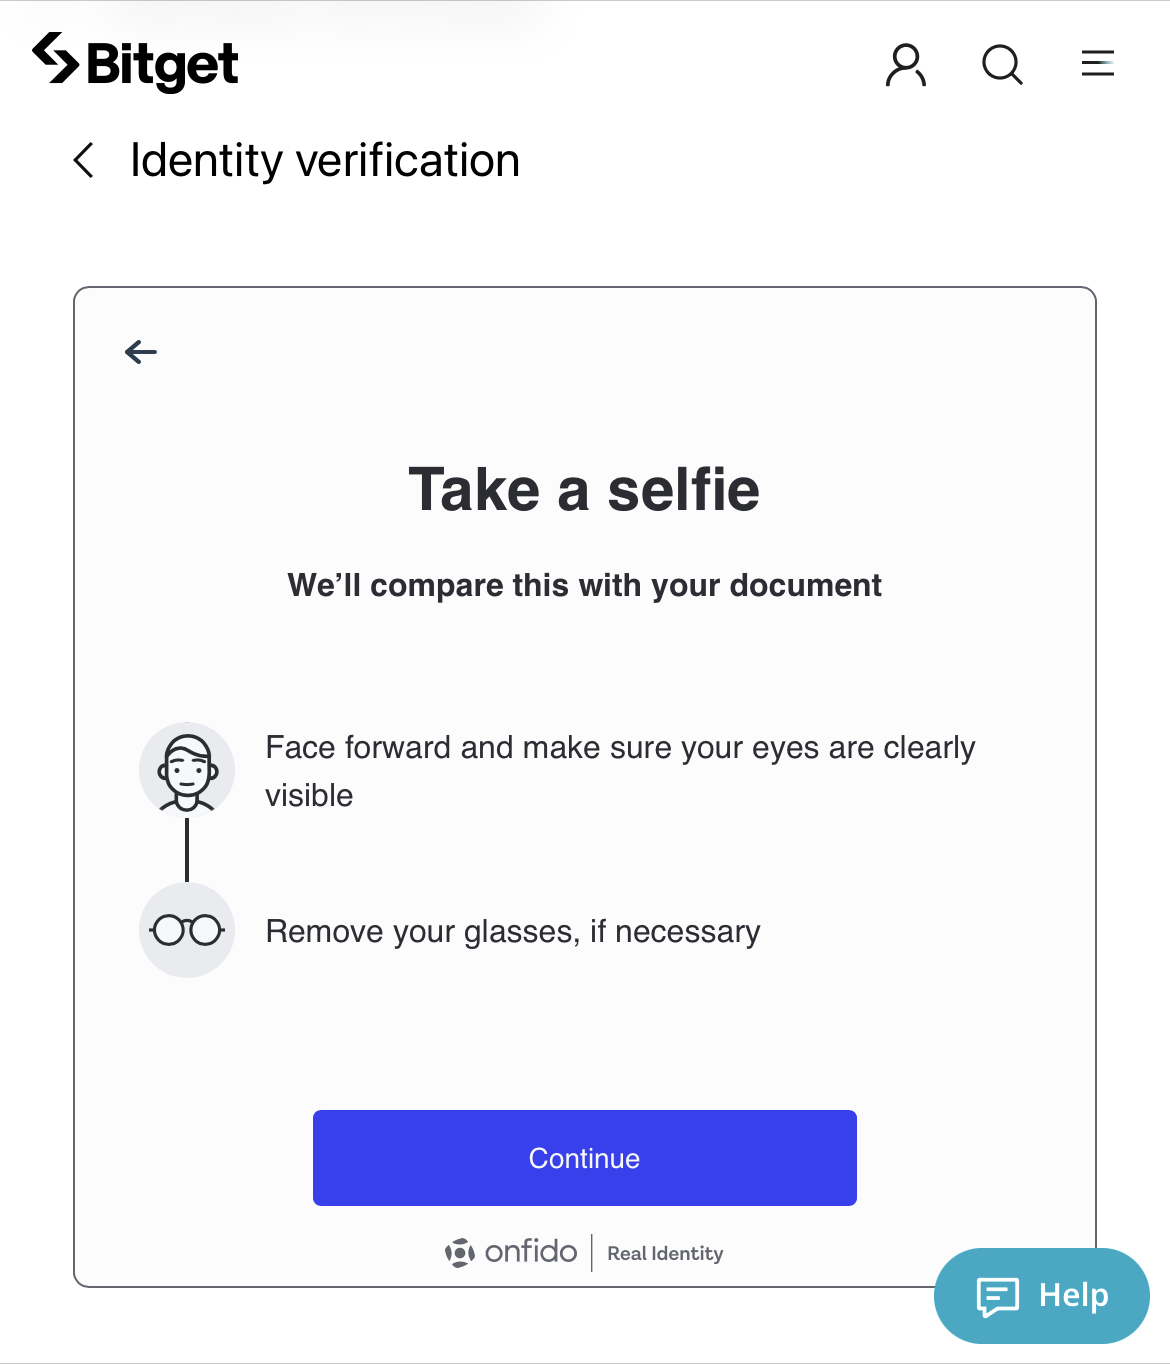 Bitget
Identity verification
Take a selfie
We’ll compare this with your document
Face forward and make sure your eyes are clearly
visible
Remove your glasses, if necessary
Continue
onfido Real Identity
Help